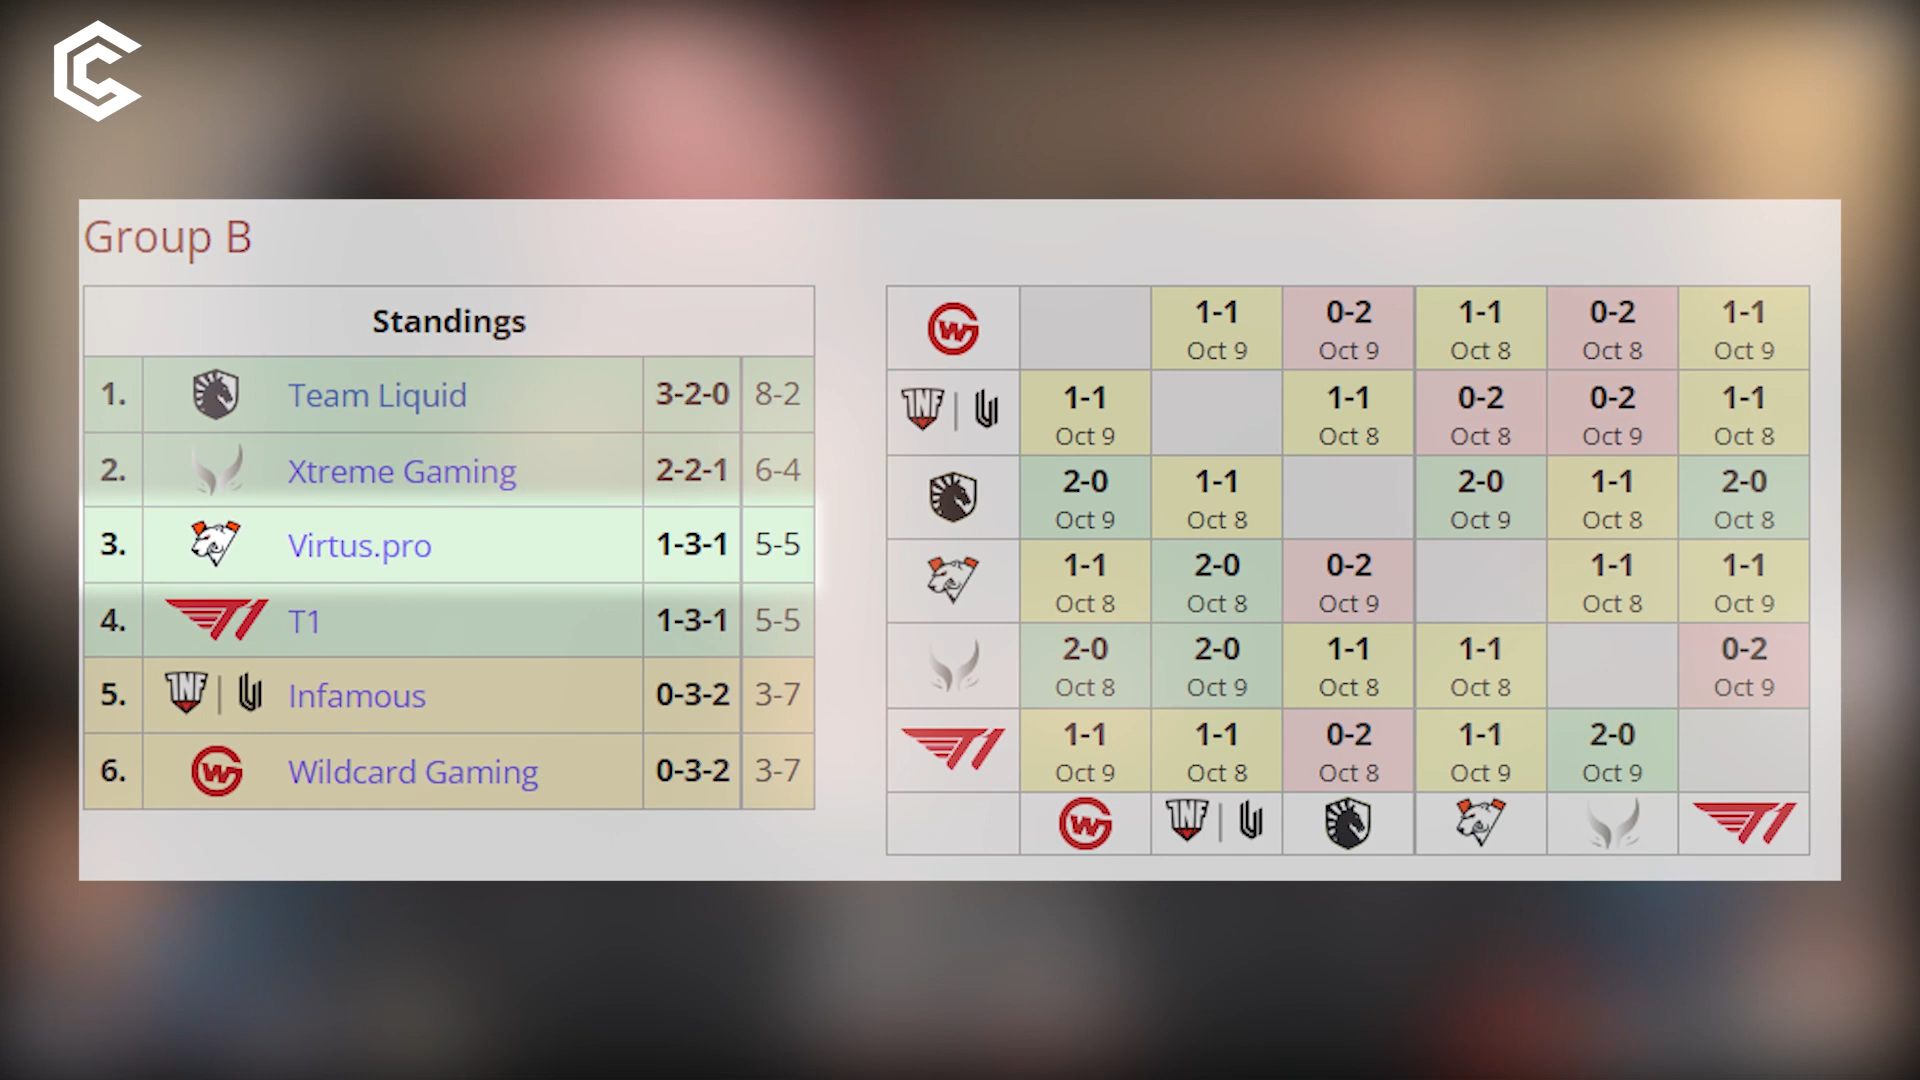 Group B
Standings
1. Team Liquid 3-2-0 8-2
2. Xtreme Gaming 2-2-1 6-4
3. Virtus.pro 1-3-1 5-5
4. T1 T1 1-3-1 5-5
5. INF Infamous 0-3-2 3-7
6. W Wildcard Gaming 0-3-2 3-7
W 1-1 0-2 1-1 0-2 1-1
Oct 9 Oct 9 Oct 8 Oct 8 Oct 9
INF 1-1 1-1 0-2 0-2 1-1
Oct 9 Oct 8 Oct 8 Oct 9 Oct 8
2-0 1-1 2-0 1-1 2-0
Oct 9 Oct 8 Oct 9 Oct 8 Oct 8
1-1 2-0 0-2 1-1 1-1
Oct 8 Oct 8 Oct 9 Oct 8 Oct 9
2-0 2-0 1-1 1-1 0-2
Oct 8 Oct 9 Oct 8 Oct 8 Oct 9
T1 1-1 1-1 0-2 1-1 2-0
Oct 9 Oct 8 Oct 8 Oct 9 Oct 9
W INF T1